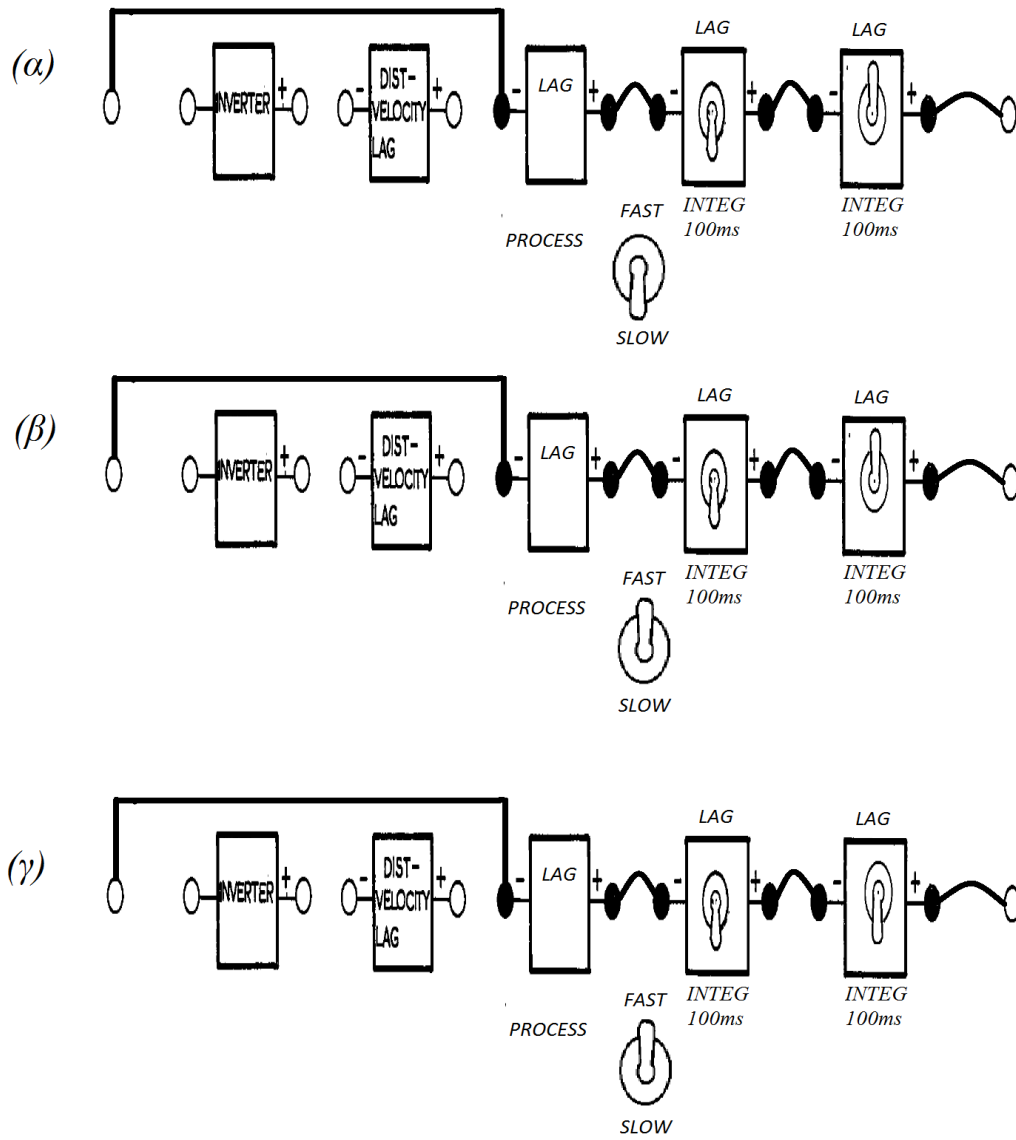 (α)
LAG
LAG
- + - + - + - +
INVERTER +
DIST-
VELOCITY
LAG
LAG
FAST
INTEG
100ms
INTEG
100ms
PROCESS
SLOW
(β)
LAG
LAG
INVERTER +
- DIST-
VELOCITY
LAG
+
- LAG +
- +
- +
FAST
INTEG
100ms
INTEG
100ms
PROCESS
SLOW
(γ)
LAG
LAG
INVERTER +
- DIST-
VELOCITY
LAG
+
- LAG +
- +
- +
FAST
INTEG
100ms
INTEG
100ms
PROCESS
SLOW